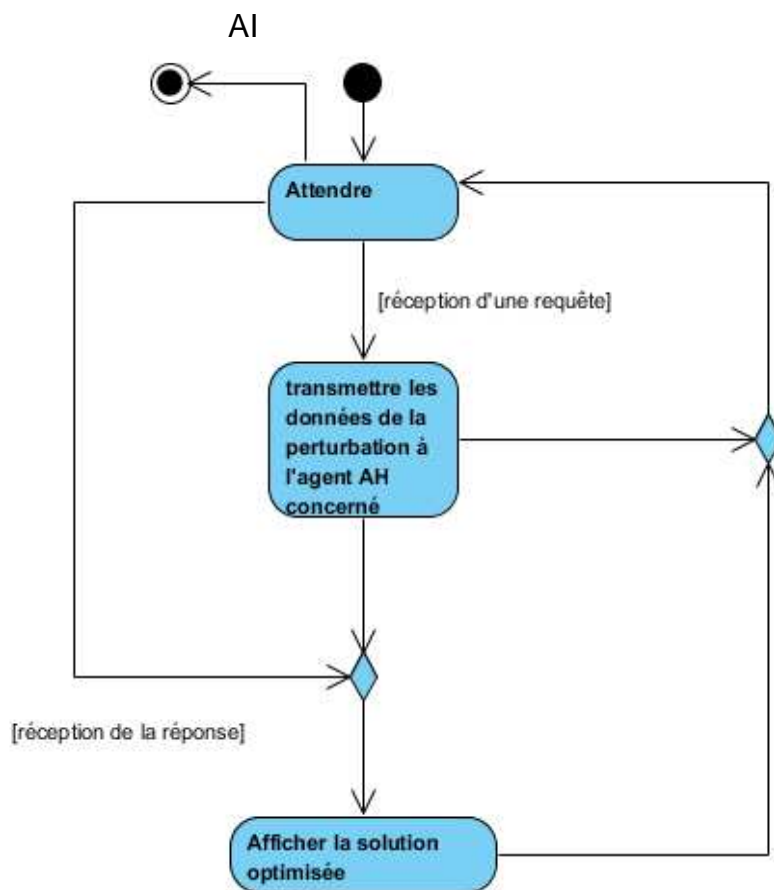 AI
Attendre
[réception d'une requête]
transmettre les
données de la
perturbation à
l'agent AH
concerné
[réception de la réponse]
Afficher la solution
optimisée